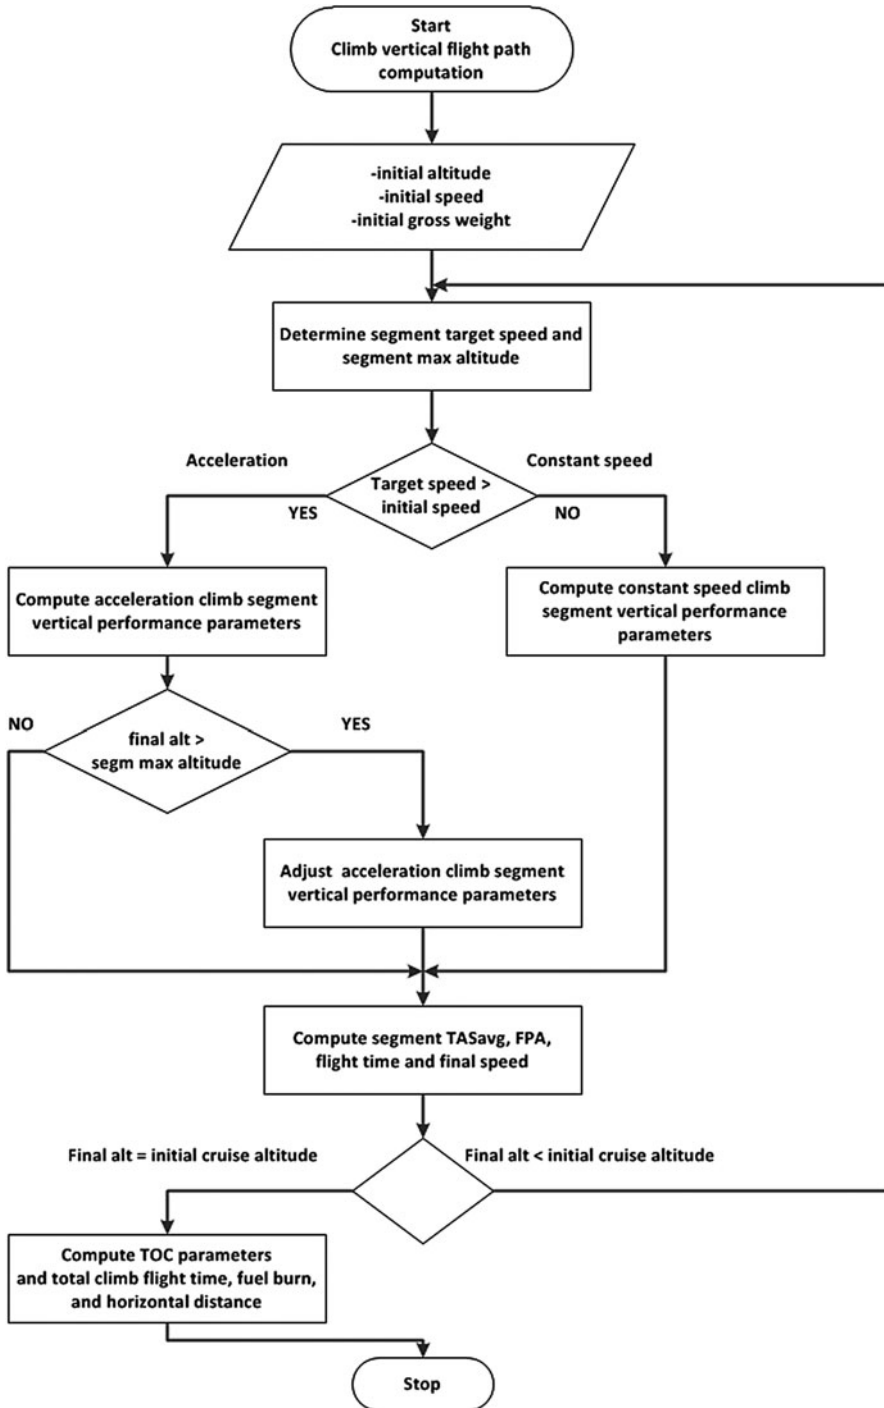 Start
Climb vertical flight path
computation
-initial altitude
-initial speed
-initial gross weight
Determine segment target speed and
segment max altitude
Acceleration
Constant speed
Target speed >
initial speed
YES
NO
Compute acceleration climb segment
vertical performance parameters
Compute constant speed climb
segment vertical performance
parameters
NO
YES
final alt >
segm max altitude
Adjust acceleration climb segment
vertical performance parameters
Compute segment TASavg, FPA,
flight time and final speed
Final alt = initial cruise altitude
Final alt < initial cruise altitude
Compute TOC parameters
and total climb flight time, fuel burn,
and horizontal distance
Stop